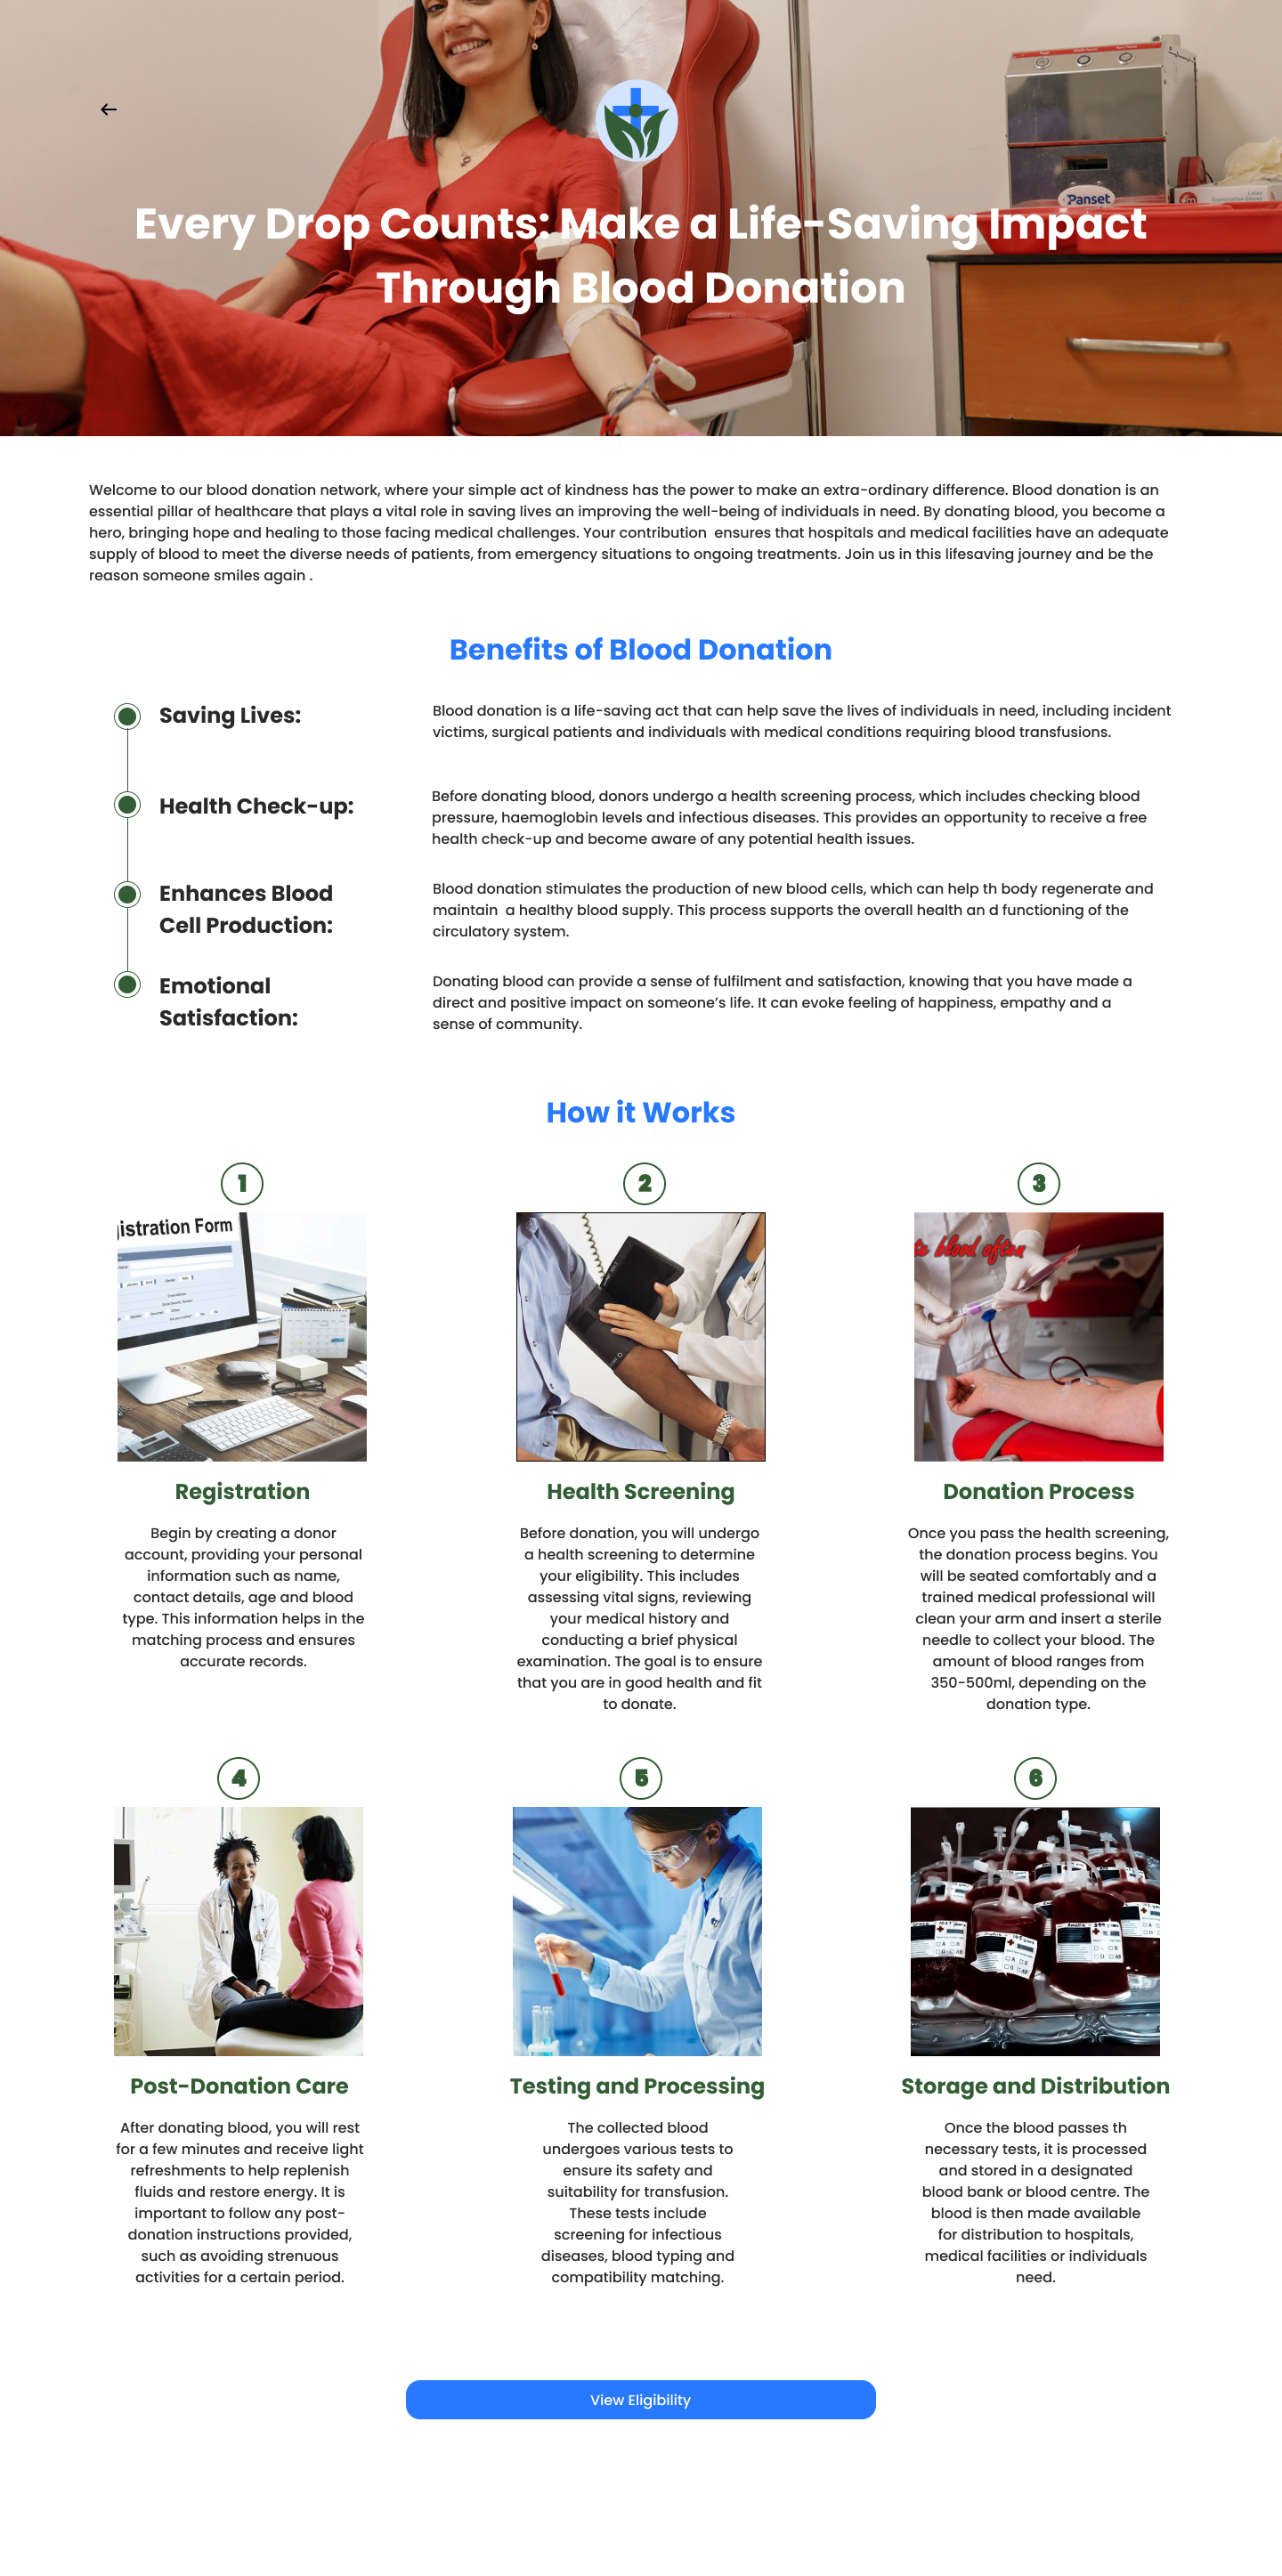 Panset
Every Drop Counts: Make a Life-Saving Impact
Through Blood Donation
Welcome to our blood donation network, where your simple act of kindness has the power to make an extra-ordinary difference. Blood donation is an
essential pillar of healthcare that plays a vital role in saving lives an improving the well-being of individuals in need. By donating blood, you become a
hero, bringing hope and healing to those facing medical challenges. Your contribution  ensures that hospitals and medical facilities have an adequate
supply of blood to meet the diverse needs of patients, from emergency situations to ongoing treatments. Join us in this lifesaving journey and be the
reason someone smiles again .
Benefits of Blood Donation
Saving Lives:
Blood donation is a life-saving act that can help save the lives of individuals in need, including incident
victims, surgical patients and individuals with medical conditions requiring blood transfusions.
Health Check-up:
Before donating blood, donors undergo a health screening process, which includes checking blood
pressure, haemoglobin levels and infectious diseases. This provides an opportunity to receive a free
health check-up and become aware of any potential health issues.
Enhances Blood
Cell Production:
Blood donation stimulates the production of new blood cells, which can help th body regenerate and
maintain  a healthy blood supply. This process supports the overall health an d functioning of the
circulatory system.
Emotional
Satisfaction:
Donating blood can provide a sense of fulfilment and satisfaction, knowing that you have made a
direct and positive impact on someone’s life. It can evoke feeling of happiness, empathy and a
sense of community.
How it Works
1
istration Form
Registration
Begin by creating a donor
account, providing your personal
information such as name,
contact details, age and blood
type. This information helps in the
matching process and ensures
accurate records.
2
Health Screening
Before donation, you will undergo
a health screening to determine
your eligibility. This includes
assessing vital signs, reviewing
your medical history and
conducting a brief physical
examination. The goal is to ensure
that you are in good health and fit
to donate.
3
te blood often
Donation Process
Once you pass the health screening,
the donation process begins. You
will be seated comfortably and a
trained medical professional will
clean your arm and insert a sterile
needle to collect your blood. The
amount of blood ranges from
350-500ml, depending on the
donation type.
4
Post-Donation Care
After donating blood, you will rest
for a few minutes and receive light
refreshments to help replenish
fluids and restore energy. It is
important to follow any post-
donation instructions provided,
such as avoiding strenuous
activities for a certain period.
5
Testing and Processing
The collected blood
undergoes various tests to
ensure its safety and
suitability for transfusion.
These tests include
screening for infectious
diseases, blood typing and
compatibility matching.
6
Storage and Distribution
Once the blood passes th
necessary tests, it is processed
and stored in a designated
blood bank or blood centre. The
blood is then made available
for distribution to hospitals,
medical facilities or individuals
need.
View Eligibility